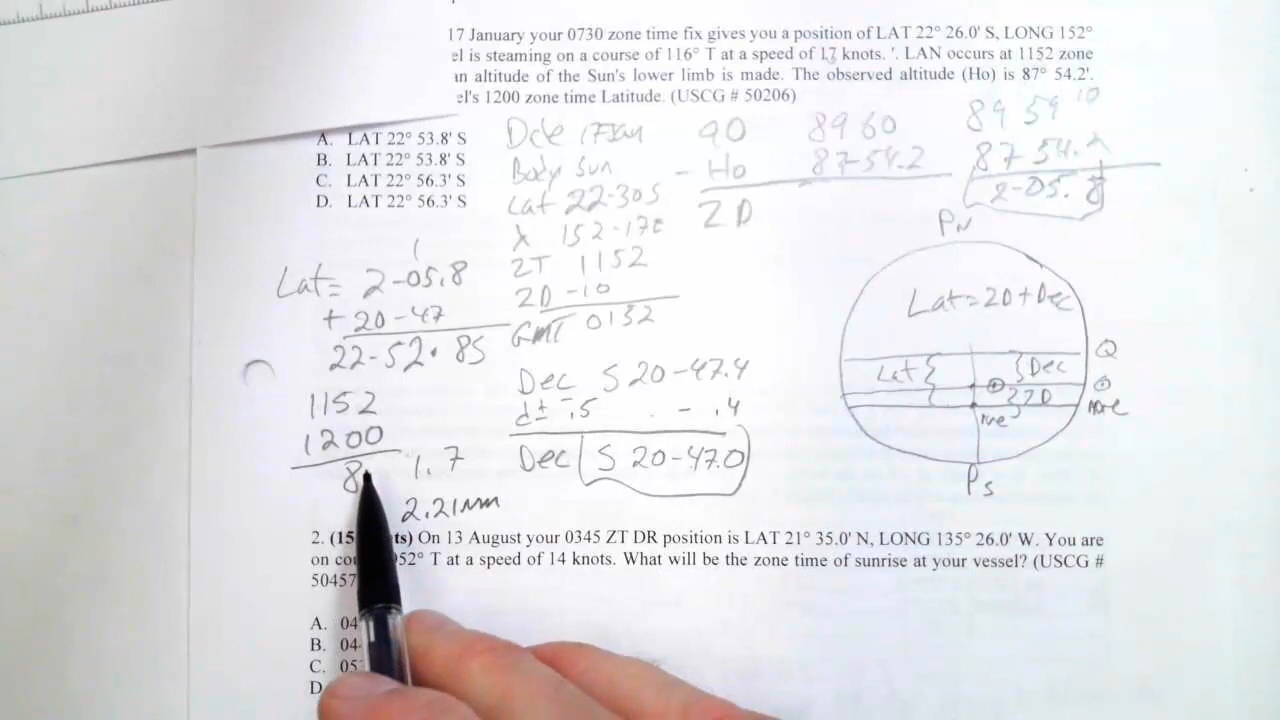 17 January your 0730 zone time fix gives you a position of LAT 22° 26.0' S, LONG 152°
el is steaming on a course of 116° T at a speed of 17 knots. '. LAN occurs at 1152 zone
an altitude of the Sun's lower limb is made. The observed altitude (Ho) is 87° 54.2'.
el's 1200 zone time Latitude. (USCG # 50206)
A. LAT 22° 53.8' S
B. LAT 22° 53.8' S
C. LAT 22° 56.3' S
D. LAT 22° 56.3' S
Date 17 Jan
Body Sun
Lat 22-30S
λ 152-17E
ZT 1152
ZD -10
GMT 0132
Dec S 20-47.4
d± -.5 - .4
Dec S 20-47.0
90
- Ho
ZD
89 60
87-54.2
89 59 10
87 54.2
2-05.8
1
Lat = 2-05.8
+ 20-47
22-52.85
1152
1200
8 1.7
2.21nm
Pn
Lat = ZD + Dec
Q
Lat { } Dec
} ZD
me
Ps
2. (15 ts) On 13 August your 0345 ZT DR position is LAT 21° 35.0' N, LONG 135° 26.0' W. You are
on co 052° T at a speed of 14 knots. What will be the zone time of sunrise at your vessel? (USCG #
50457
A. 04
B. 04
C. 05
D